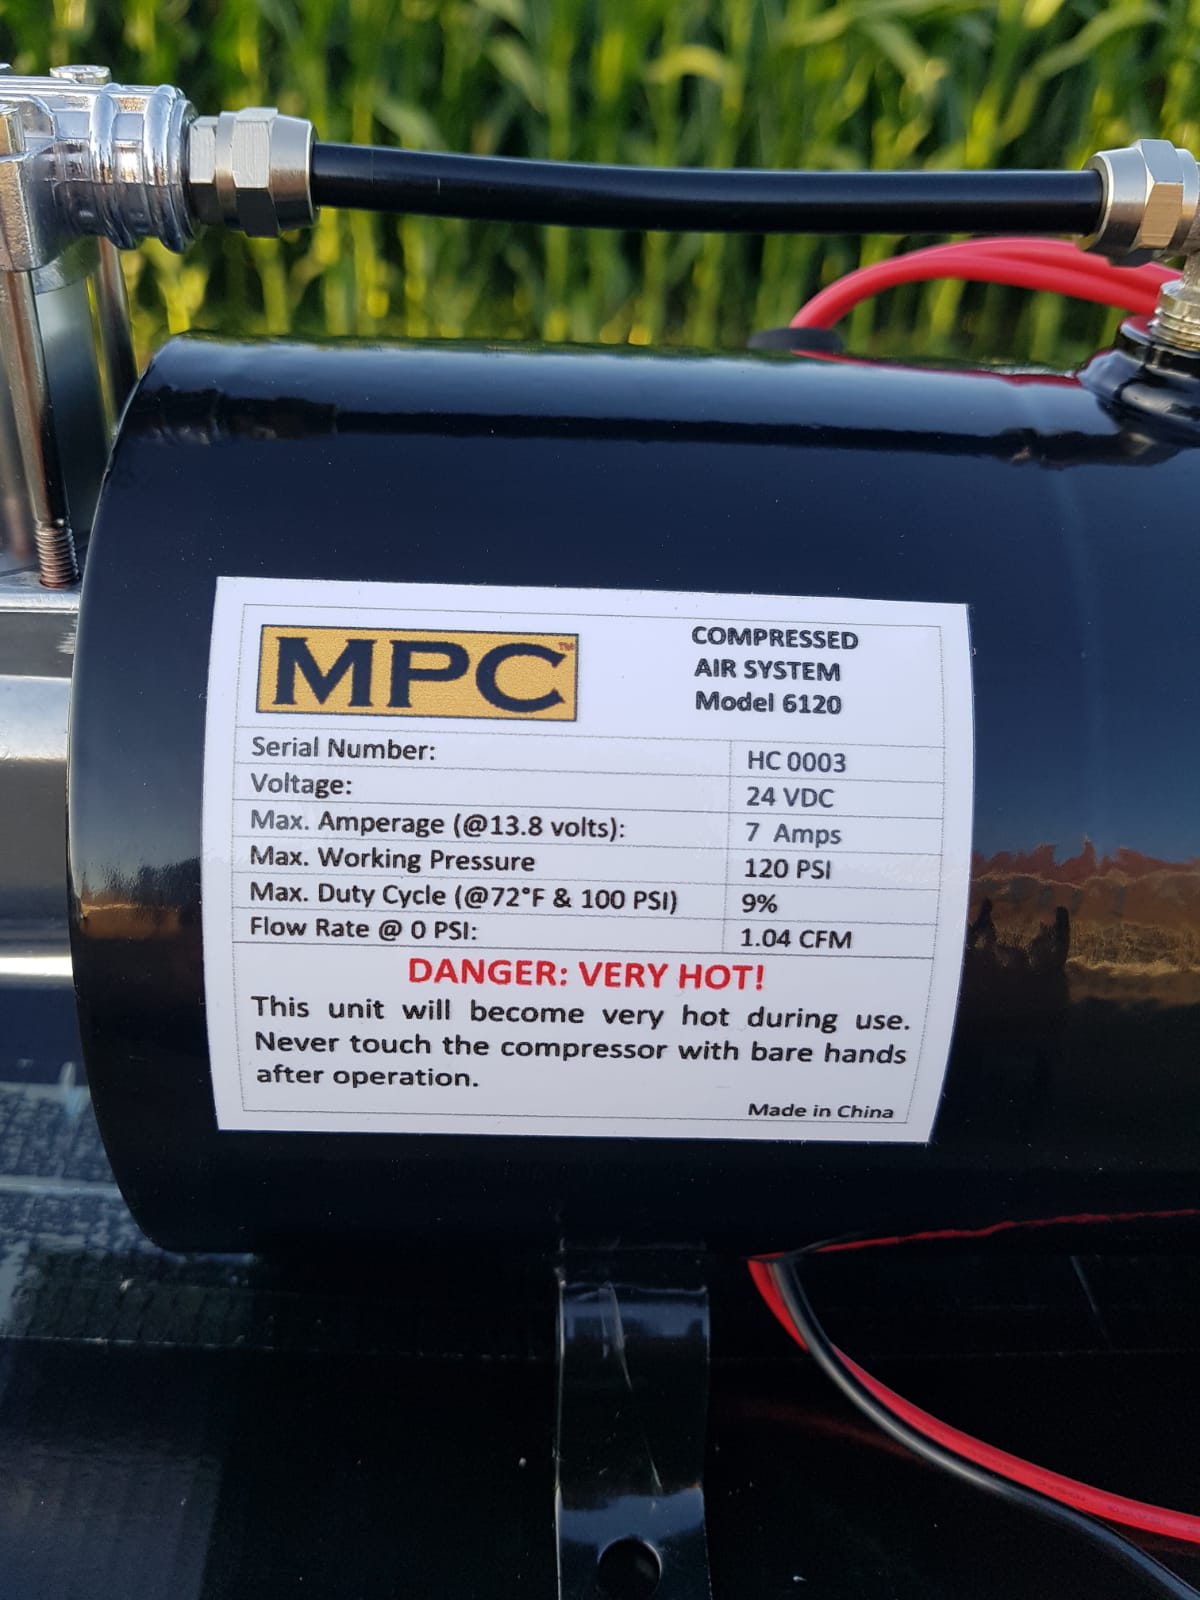 MPC™
COMPRESSED
AIR SYSTEM
Model 6120
Serial Number: HC 0003
Voltage: 24 VDC
Max. Amperage (@13.8 volts): 7 Amps
Max. Working Pressure 120 PSI
Max. Duty Cycle (@72°F & 100 PSI) 9%
Flow Rate @ 0 PSI: 1.04 CFM
DANGER: VERY HOT!
This unit will become very hot during use.
Never touch the compressor with bare hands
after operation.
Made in China